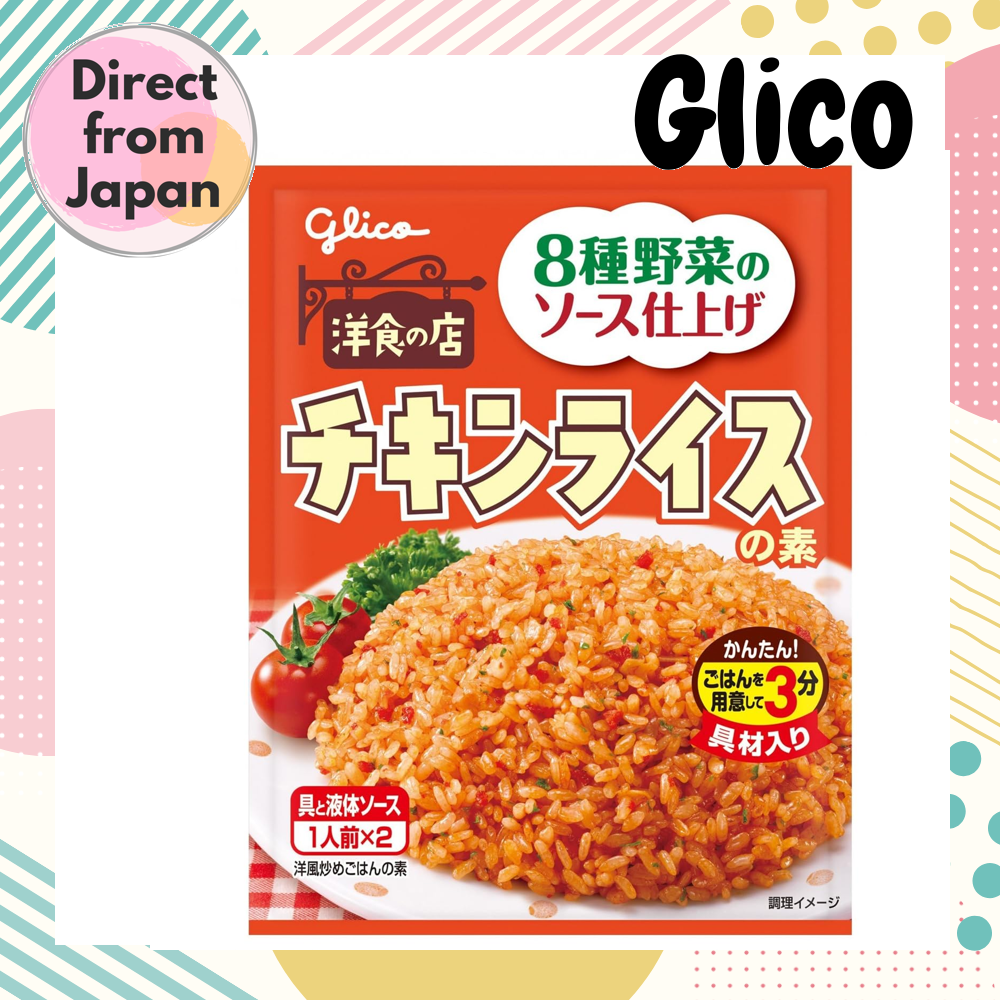 Direct
from
Japan
Glico
Glico
8種野菜の
ソース仕上げ
洋食の店
チキンライス
の素
かんたん!
ごはんを
用意して3分
具材入り
具と液体ソース
1人前×2
洋風炒めごはんの素
調理イメージ